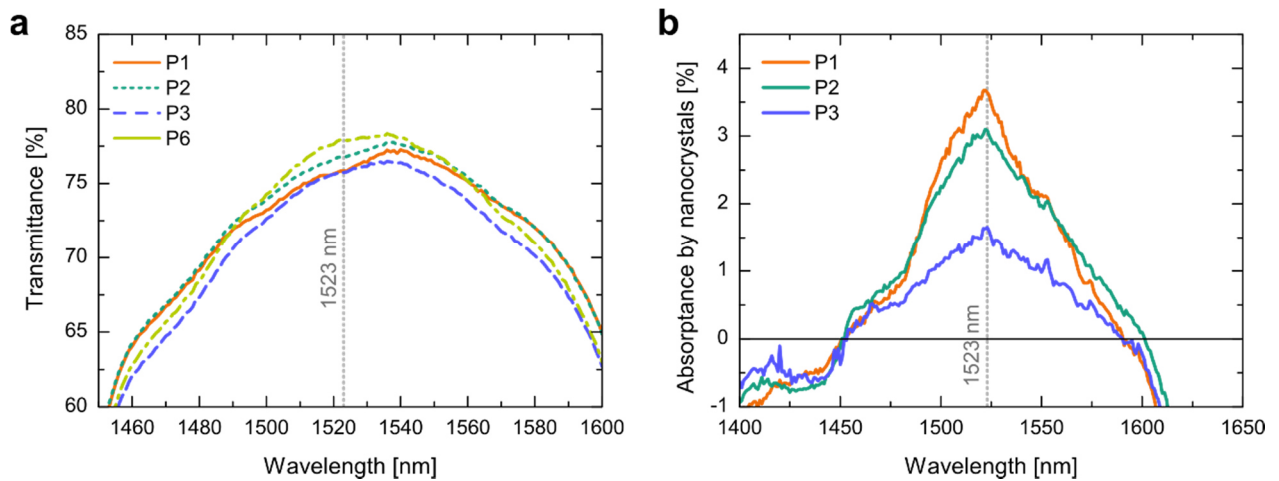 a
85
80
75
70
65
60
Transmittance [%]
P1
P2
P3
P6
1523 nm
1460 1480 1500 1520 1540 1560 1580 1600
Wavelength [nm]
b
4
3
2
1
0
-1
Absorptance by nanocrystals [%]
P1
P2
P3
1523 nm
1400 1450 1500 1550 1600 1650
Wavelength [nm]